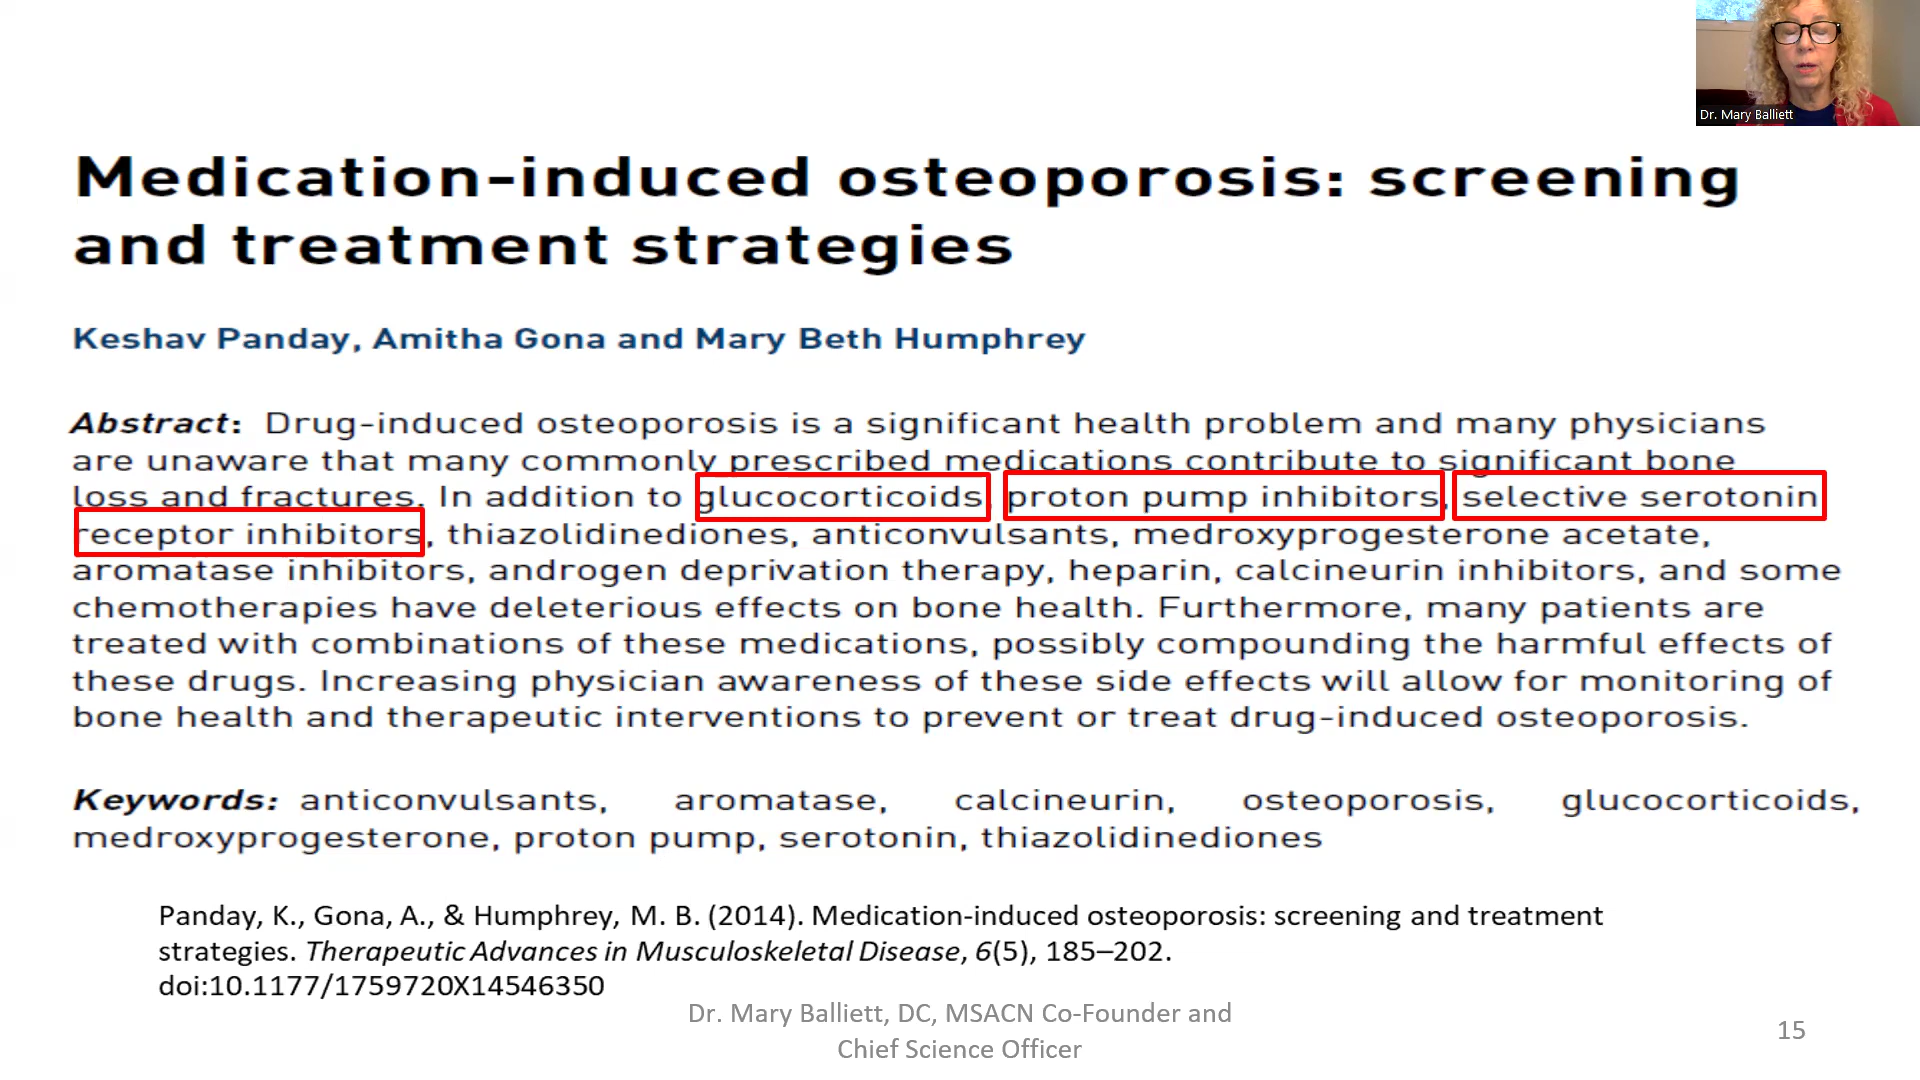 Dr. Mary Balliett
Medication-induced osteoporosis: screening
and treatment strategies
Keshav Panday, Amitha Gona and Mary Beth Humphrey
Abstract: Drug-induced osteoporosis is a significant health problem and many physicians
are unaware that many commonly prescribed medications contribute to significant bone
loss and fractures. In addition to glucocorticoids, proton pump inhibitors, selective serotonin
receptor inhibitors, thiazolidinediones, anticonvulsants, medroxyprogesterone acetate,
aromatase inhibitors, androgen deprivation therapy, heparin, calcineurin inhibitors, and some
chemotherapies have deleterious effects on bone health. Furthermore, many patients are
treated with combinations of these medications, possibly compounding the harmful effects of
these drugs. Increasing physician awareness of these side effects will allow for monitoring of
bone health and therapeutic interventions to prevent or treat drug-induced osteoporosis.
Keywords: anticonvulsants, aromatase, calcineurin, osteoporosis, glucocorticoids,
medroxyprogesterone, proton pump, serotonin, thiazolidinediones
Panday, K., Gona, A., & Humphrey, M. B. (2014). Medication-induced osteoporosis: screening and treatment
strategies. Therapeutic Advances in Musculoskeletal Disease, 6(5), 185–202.
doi:10.1177/1759720X14546350
Dr. Mary Balliett, DC, MSACN Co-Founder and
Chief Science Officer
15